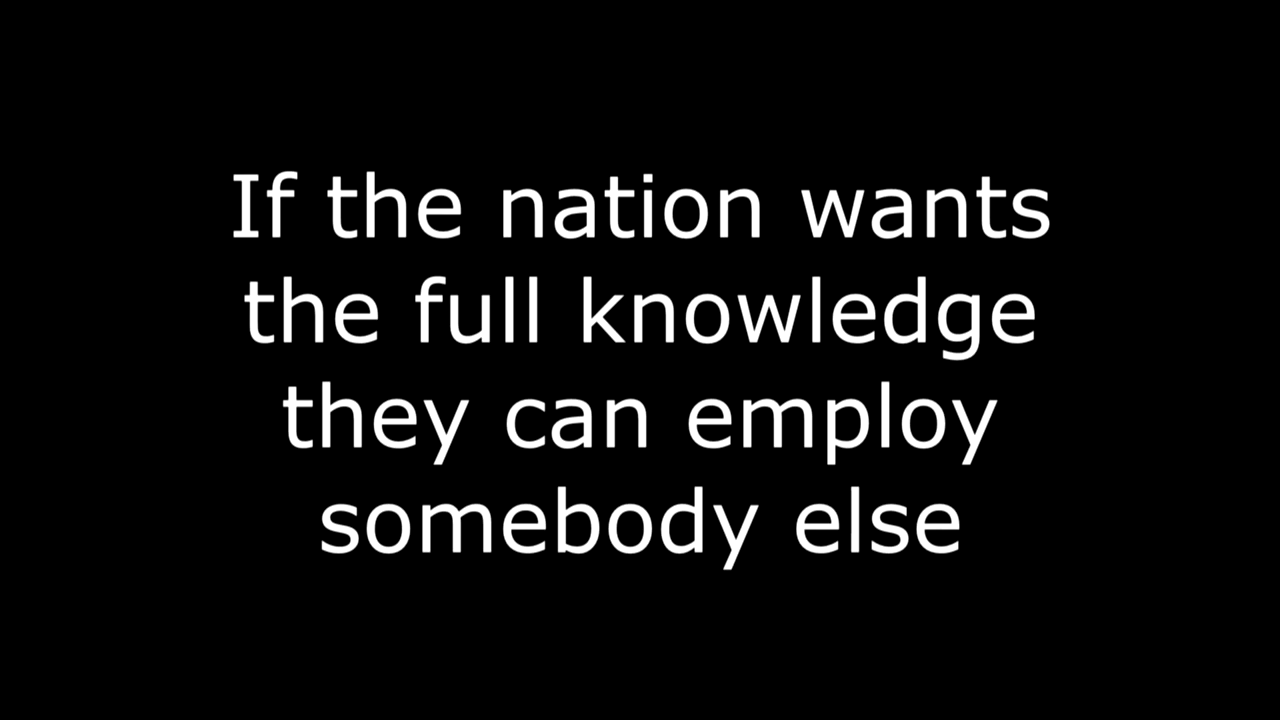 If the nation wants
the full knowledge
they can employ
somebody else